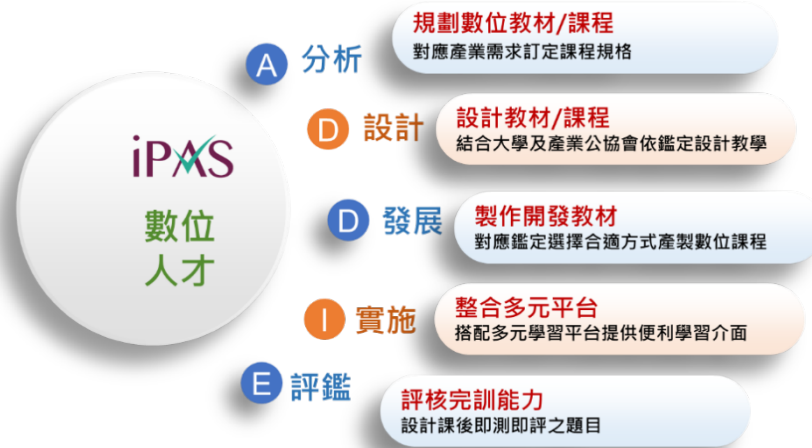 iPAS
數位
人才
A 分析
規劃數位教材/課程
對應產業需求訂定課程規格
D 設計
設計教材/課程
結合大學及產業公協會依鑑定設計教學
D 發展
製作開發教材
對應鑑定選擇合適方式產製數位課程
I 實施
整合多元平台
搭配多元學習平台提供便利學習介面
E 評鑑
評核完訓能力
設計課後即測即評之題目